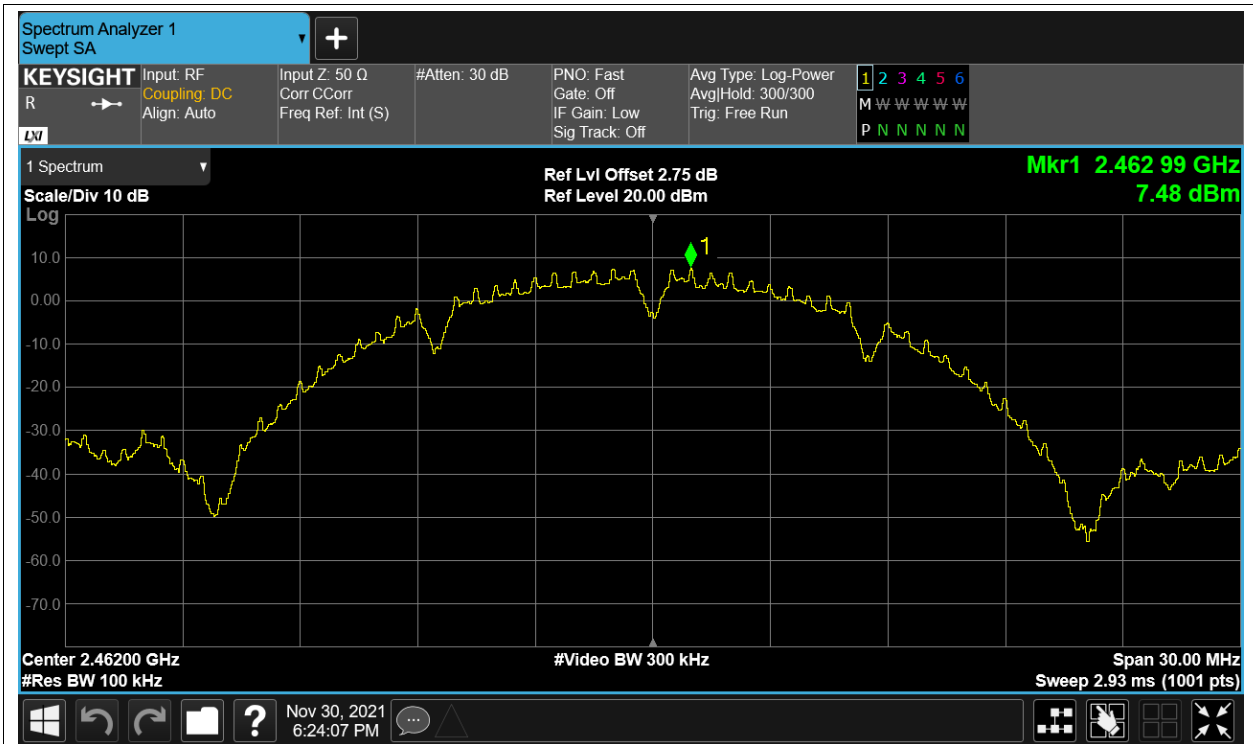 Spectrum Analyzer 1
Swept SA
KEYSIGHT
R
LXI
Input: RF
Coupling: DC
Align: Auto
Input Z: 50 Ω
Corr CCorr
Freq Ref: Int (S)
#Atten: 30 dB
PNO: Fast
Gate: Off
IF Gain: Low
Sig Track: Off
Avg Type: Log-Power
Avg|Hold: 300/300
Trig: Free Run
1 2 3 4 5 6
M W W W W W
P N N N N N
1 Spectrum
Scale/Div 10 dB
Ref Lvl Offset 2.75 dB
Ref Level 20.00 dBm
Mkr1 2.462 99 GHz
7.48 dBm
Log
1
10.0
0.00
-10.0
-20.0
-30.0
-40.0
-50.0
-60.0
-70.0
Center 2.46200 GHz
#Res BW 100 kHz
#Video BW 300 kHz
Span 30.00 MHz
Sweep 2.93 ms (1001 pts)
?
Nov 30, 2021
6:24:07 PM